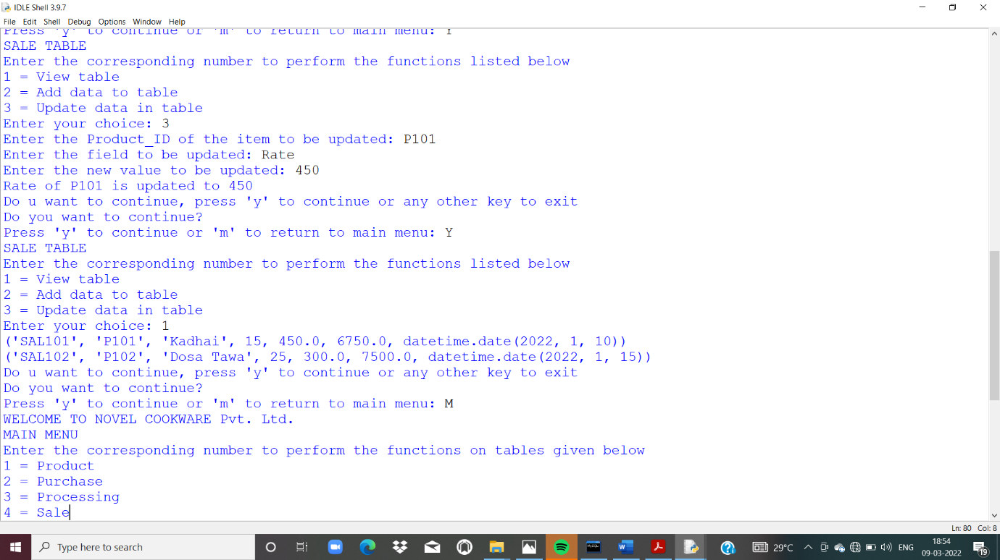 IDLE Shell 3.9.7
File Edit Shell Debug Options Window Help
Press 'y' to continue or 'm' to return to main menu: Y
SALE TABLE
Enter the corresponding number to perform the functions listed below
1 = View table
2 = Add data to table
3 = Update data in table
Enter your choice: 3
Enter the Product_ID of the item to be updated: P101
Enter the field to be updated: Rate
Enter the new value to be updated: 450
Rate of P101 is updated to 450
Do u want to continue, press 'y' to continue or any other key to exit
Do you want to continue?
Press 'y' to continue or 'm' to return to main menu: Y
SALE TABLE
Enter the corresponding number to perform the functions listed below
1 = View table
2 = Add data to table
3 = Update data in table
Enter your choice: 1
('SAL101', 'P101', 'Kadhai', 15, 450.0, 6750.0, datetime.date(2022, 1, 10))
('SAL102', 'P102', 'Dosa Tawa', 25, 300.0, 7500.0, datetime.date(2022, 1, 15))
Do u want to continue, press 'y' to continue or any other key to exit
Do you want to continue?
Press 'y' to continue or 'm' to return to main menu: M
WELCOME TO NOVEL COOKWARE Pvt. Ltd.
MAIN MENU
Enter the corresponding number to perform the functions on tables given below
1 = Product
2 = Purchase
3 = Processing
4 = Sale
Ln: 80 Col: 8
Type here to search
MySQL
29°C
ENG
18:54
09-03-2022
19